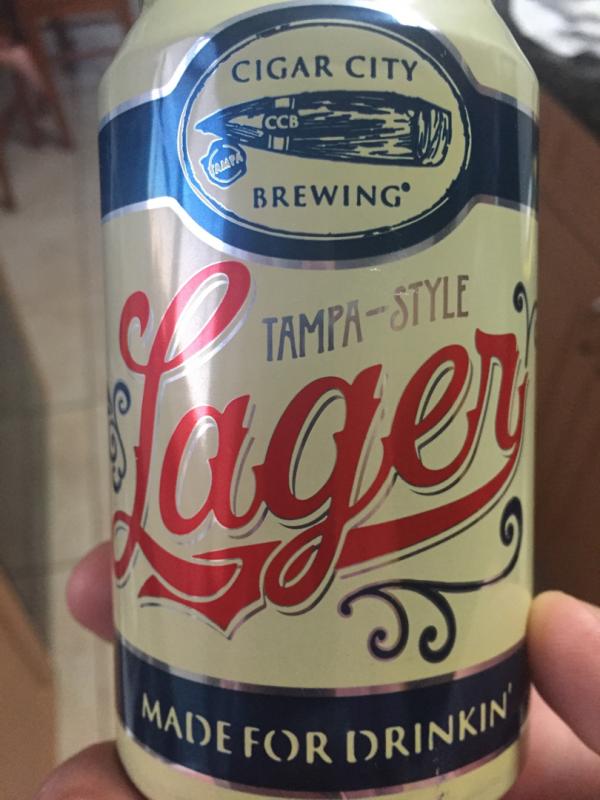 CIGAR CITY
CCB
TAMPA
BREWING®
TAMPA-STYLE
Lager
MADE FOR DRINKIN'